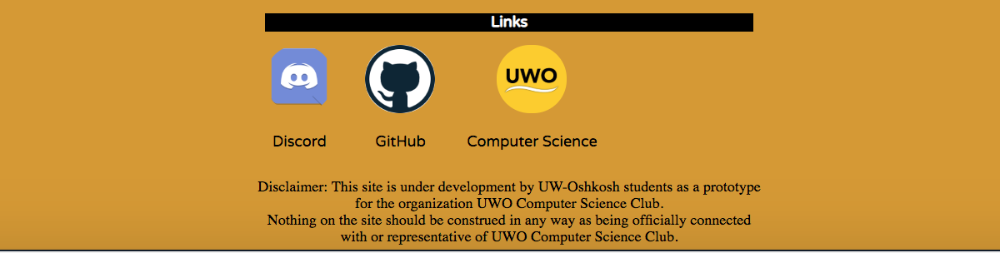 Links
UWO
Discord
GitHub
Computer Science
Disclaimer: This site is under development by UW-Oshkosh students as a prototype
for the organization UWO Computer Science Club.
Nothing on the site should be construed in any way as being officially connected
with or representative of UWO Computer Science Club.